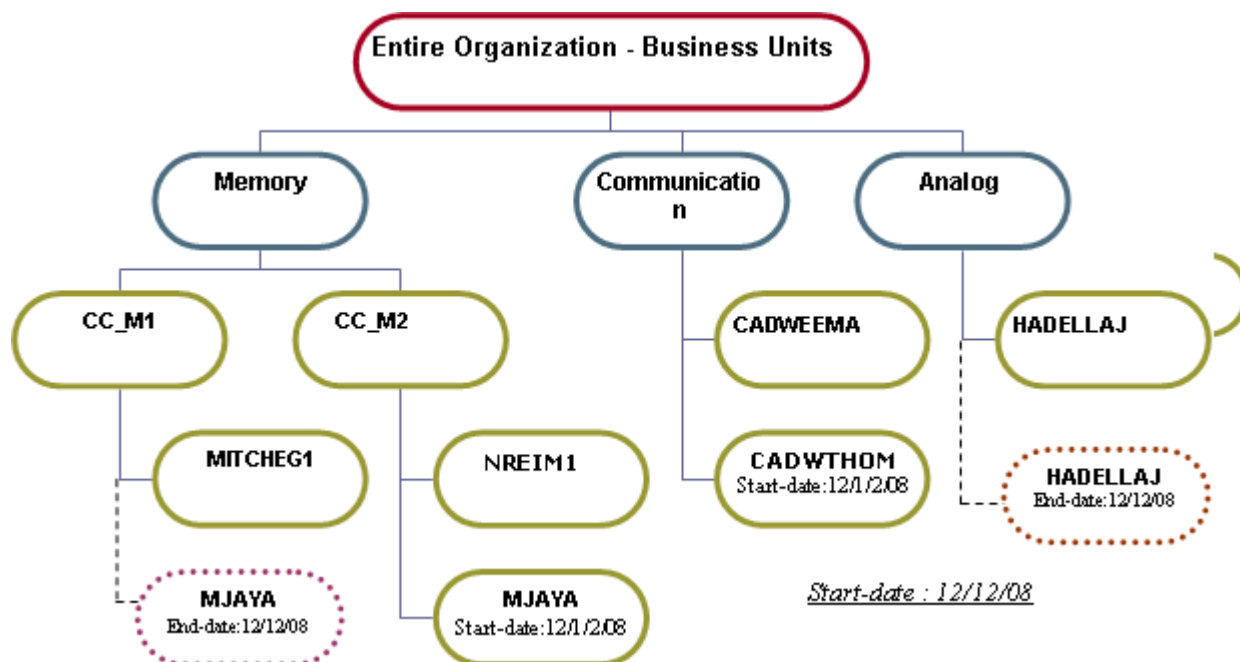 Entire Organization - Business Units
Memory
Communicatio
n
Analog
CC_M1
CC_M2
CADWEEMA
HADELLAJ
MITCHEG1
NREIM1
CADWTHOM
Start-date:12/1/2/08
HADELLAJ
End-date:12/12/08
MJAYA
End-date:12/12/08
MJAYA
Start-date:12/1/2/08
Start-date : 12/12/08